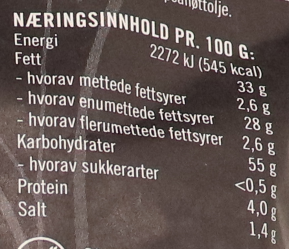 NÆRINGSINNHOLD PR. 100 G:
Energi 2272 kJ (545 kcal)
Fett 33 g
- hvorav mettede fettsyrer 2,6 g
- hvorav enumettede fettsyrer 28 g
- hvorav flerumettede fettsyrer 2,6 g
Karbohydrater 55 g
- hvorav sukkerarter <0,5 g
Protein 4,0 g
Salt 1,4 g